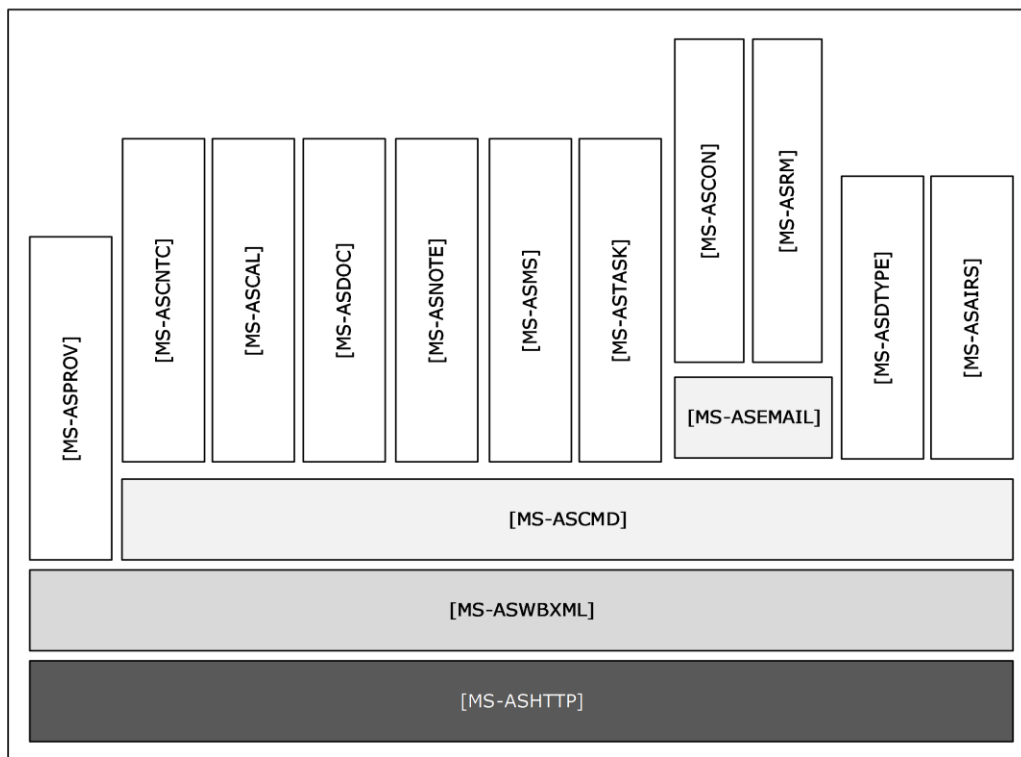 [MS-ASPROV]
[MS-ASCNTC]
[MS-ASCAL]
[MS-ASDOC]
[MS-ASNOTE]
[MS-ASMS]
[MS-ASTASK]
[MS-ASCON]
[MS-ASRM]
[MS-ASDTYPE]
[MS-ASAIRS]
[MS-ASEMAIL]
[MS-ASCMD]
[MS-ASWBXML]
[MS-ASHTTP]